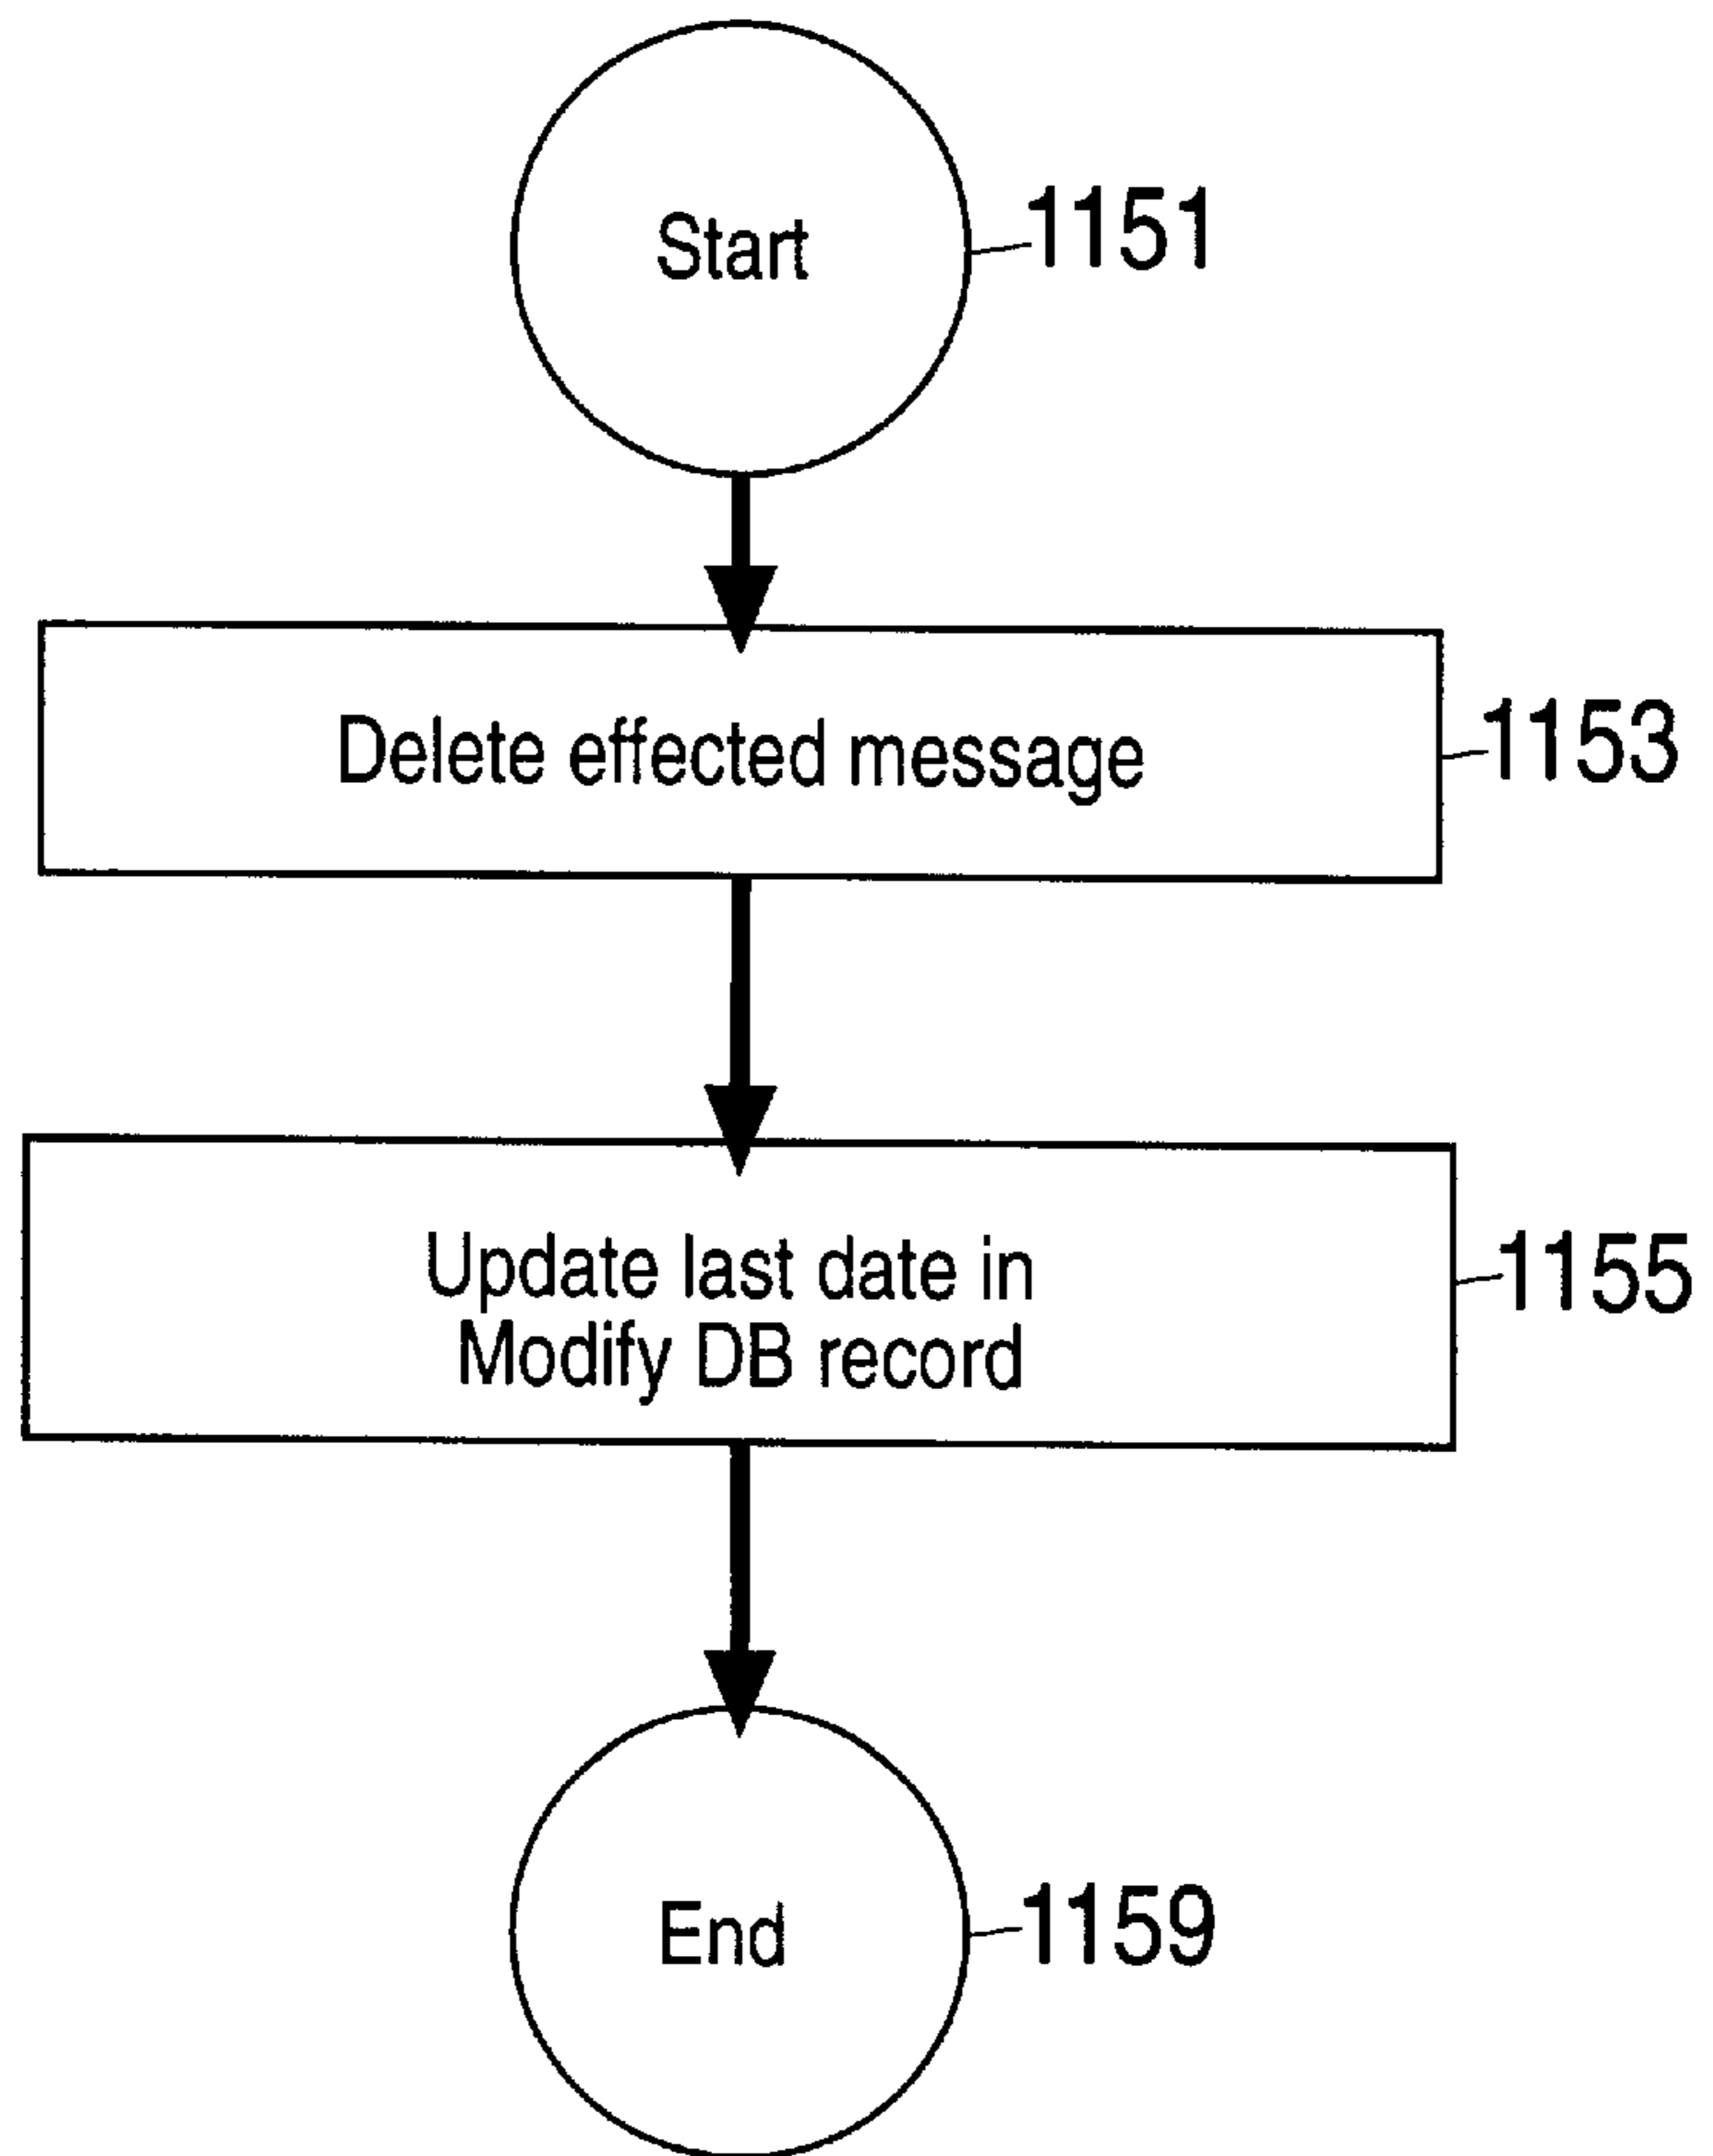 Start
1151
Delete effected message
1153
Update last date in
Modify DB record
1155
End
1159